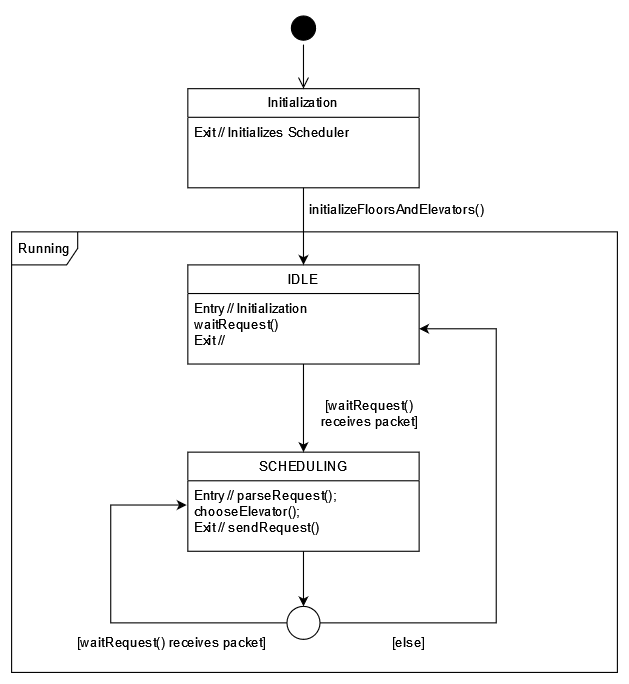 Initialization
Exit // Initializes Scheduler
initializeFloorsAndElevators()
Running
IDLE
Entry // Initialization
waitRequest()
Exit //
[waitRequest()
receives packet]
SCHEDULING
Entry // parseRequest();
chooseElevator();
Exit // sendRequest()
[waitRequest() receives packet]
[else]